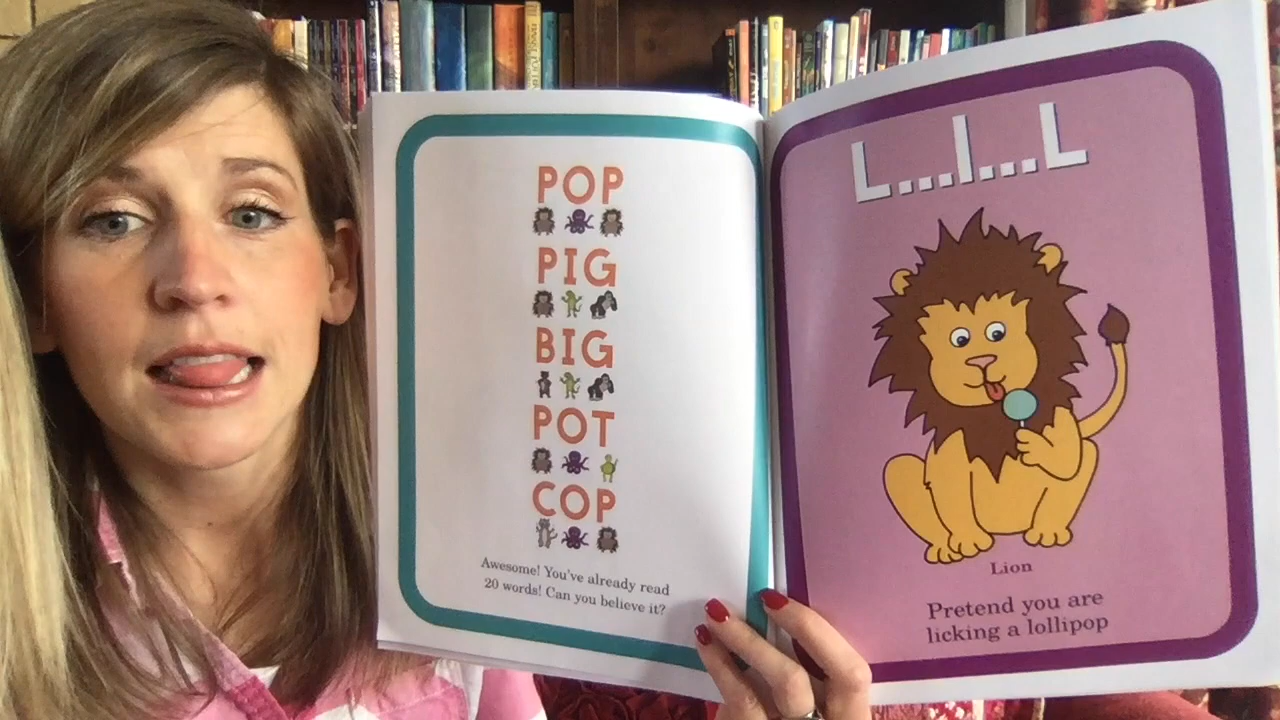 POP
PIG
BIG
POT
COP
Awesome! You've already read
20 words! Can you believe it?
L...l...L
Lion
Pretend you are
licking a lollipop